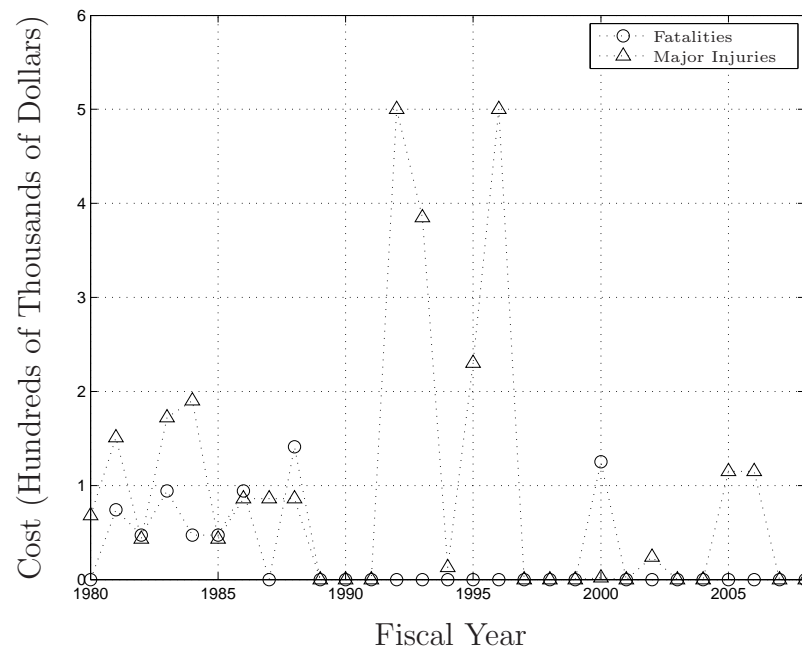 Cost (Hundreds of Thousands of Dollars)
6
5
4
3
2
1
0
Fatalities
Major Injuries
1980 1985 1990 1995 2000 2005
Fiscal Year